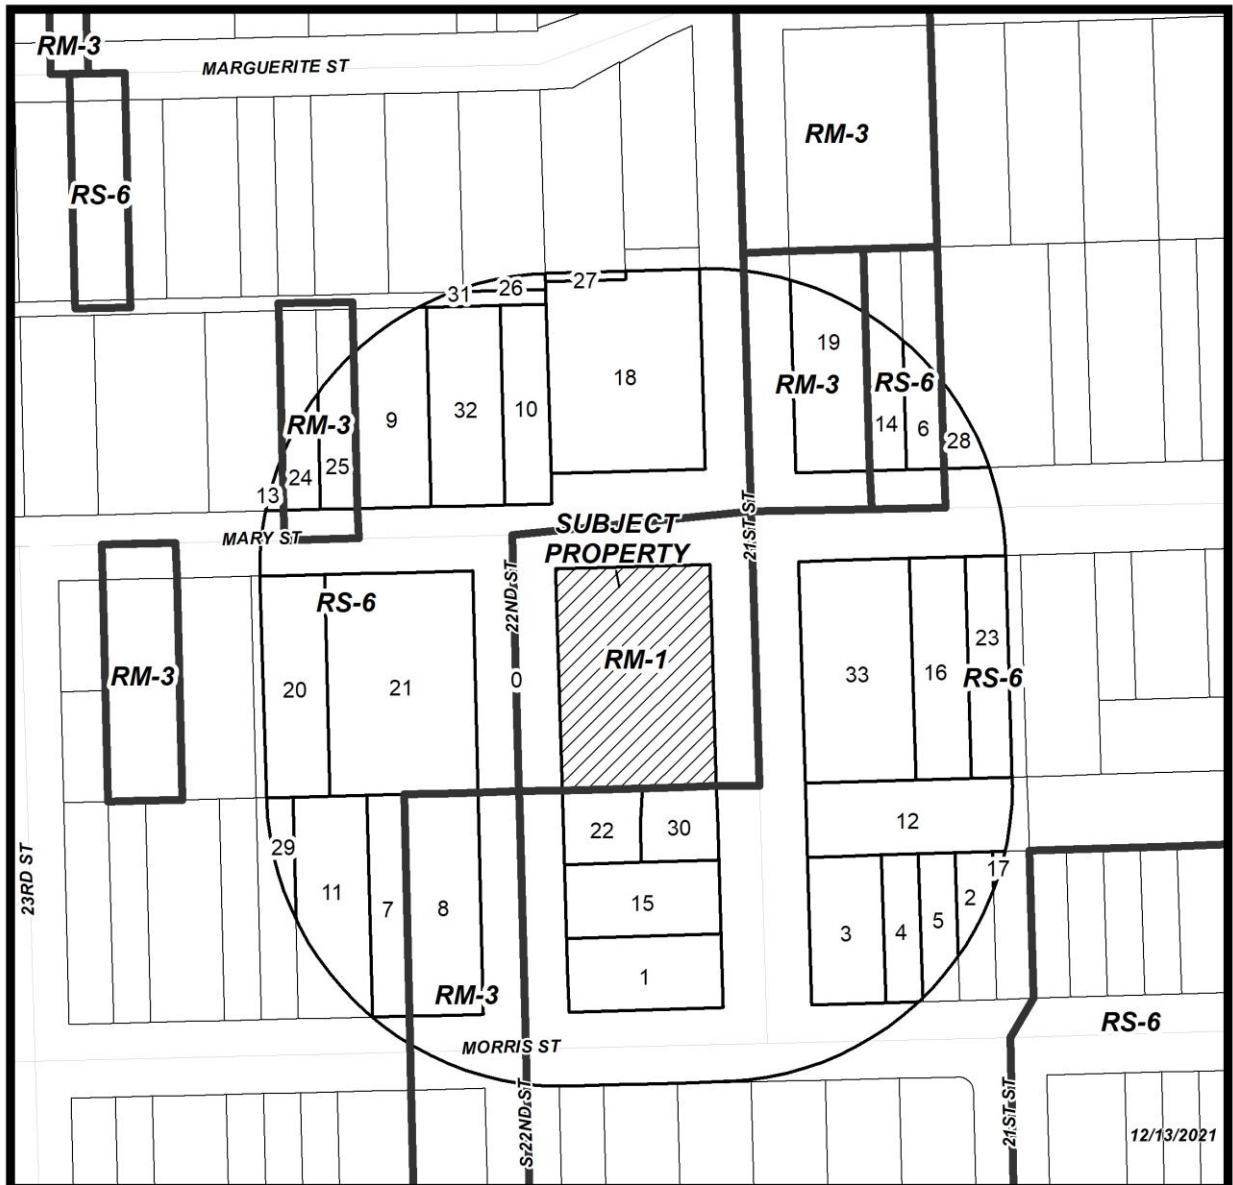 RM-3
MARGUERITE ST
RM-3
RS-6
31
26
27
19
18
RM-3
RS-6
RM-3
9
32
10
14
6
28
24
25
13
MARY ST
21ST ST
SUBJECT
PROPERTY
22ND ST
RS-6
RM-1
23
RM-3
20
21
0
33
16
RS-6
29
22
30
12
17
23RD ST
11
7
8
15
3
4
5
2
1
RM-3
RS-6
MORRIS ST
S 22ND ST
21ST ST
12/13/2021